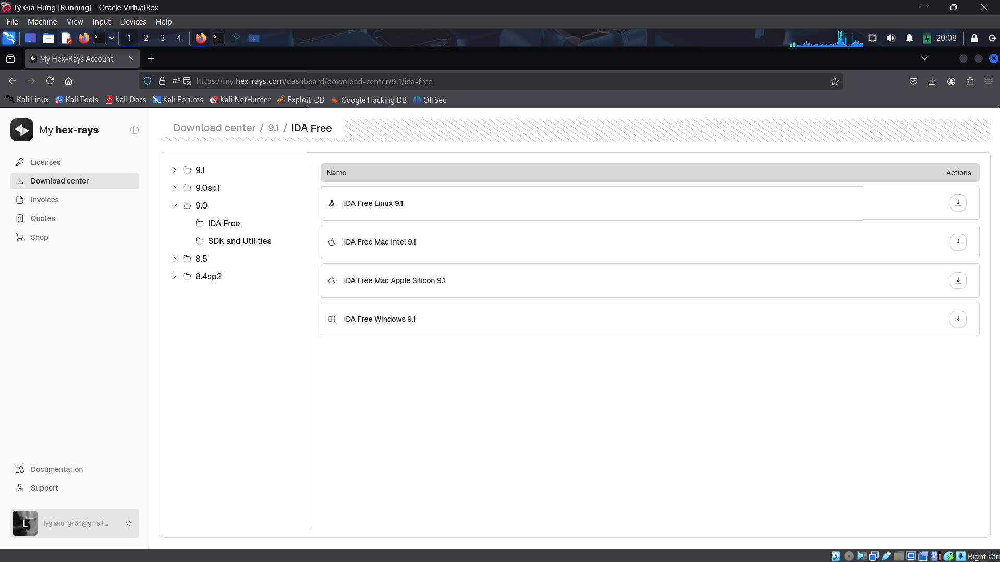 Lý Gia Hưng [Running] - Oracle VirtualBox
File Machine View Input Devices Help
1 2 3 4 20:08
My Hex-Rays Account
https://my.hex-rays.com/dashboard/download-center/9.1/ida-free
Kali Linux Kali Tools Kali Docs Kali Forums Kali NetHunter Exploit-DB Google Hacking DB OffSec
My hex-rays
Licenses
Download center
Invoices
Quotes
Shop
Documentation
Support
L lygiahung764@gmail....
Download center / 9.1 / IDA Free
9.1
9.0sp1
9.0
IDA Free
SDK and Utilities
8.5
8.4sp2
Name Actions
IDA Free Linux 9.1
IDA Free Mac Intel 9.1
IDA Free Mac Apple Silicon 9.1
IDA Free Windows 9.1
Right Ctrl